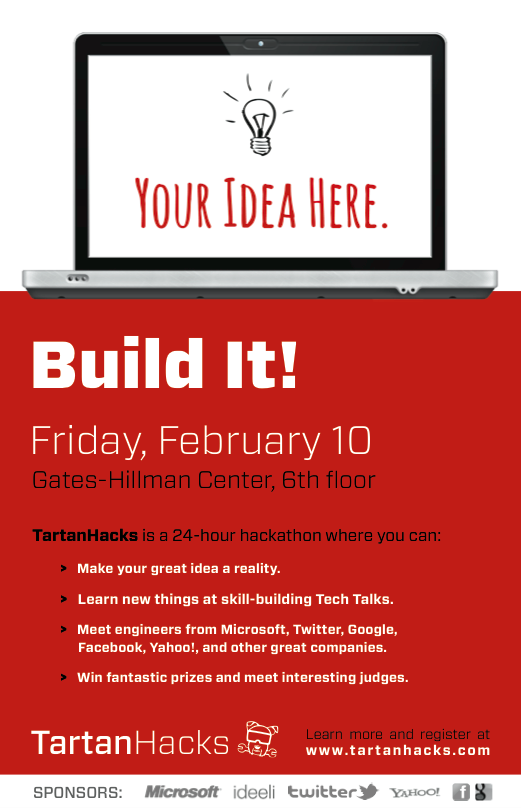 YOUR IDEA HERE.
Build It!
Friday, February 10
Gates-Hillman Center, 6th floor
TartanHacks is a 24-hour hackathon where you can:
> Make your great idea a reality.
> Learn new things at skill-building Tech Talks.
> Meet engineers from Microsoft, Twitter, Google,
Facebook, Yahoo!, and other great companies.
> Win fantastic prizes and meet interesting judges.
TartanHacks
Learn more and register at
www.tartanhacks.com
SPONSORS: Microsoft ideeli twitter YAHOO! f g